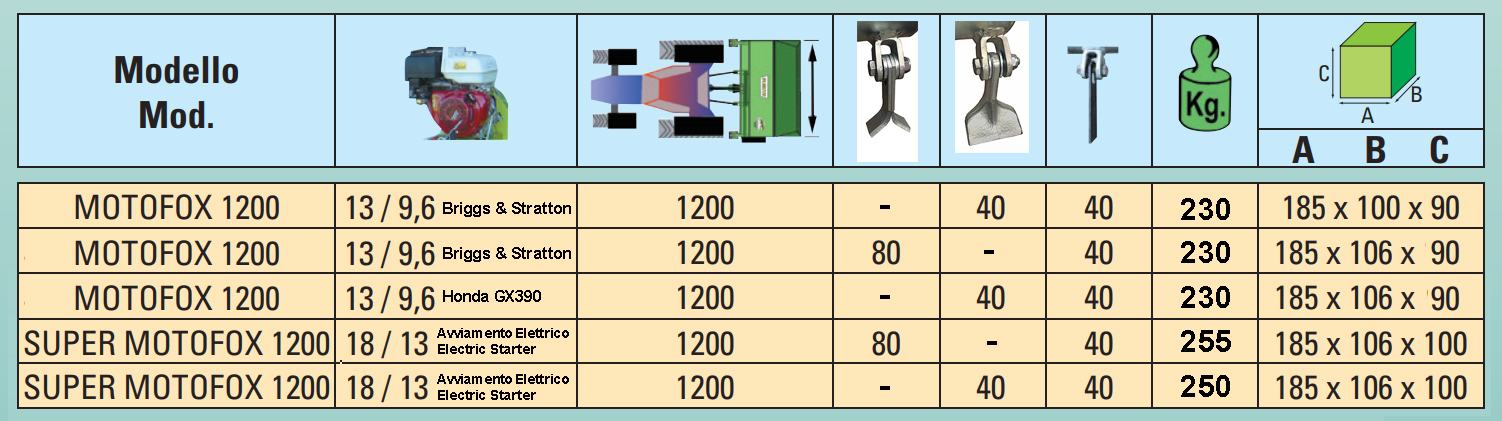 Modello
Mod.
Kg.
C
B
A
A B C
MOTOFOX 1200 13 / 9,6 Briggs & Stratton 1200 - 40 40 230 185 x 100 x 90
MOTOFOX 1200 13 / 9,6 Briggs & Stratton 1200 80 - 40 230 185 x 106 x 90
MOTOFOX 1200 13 / 9,6 Honda GX390 1200 - 40 40 230 185 x 106 x 90
SUPER MOTOFOX 1200 18 / 13 Avviamento Elettrico
Electric Starter 1200 80 - 40 255 185 x 106 x 100
SUPER MOTOFOX 1200 18 / 13 Avviamento Elettrico
Electric Starter 1200 - 40 40 250 185 x 106 x 100